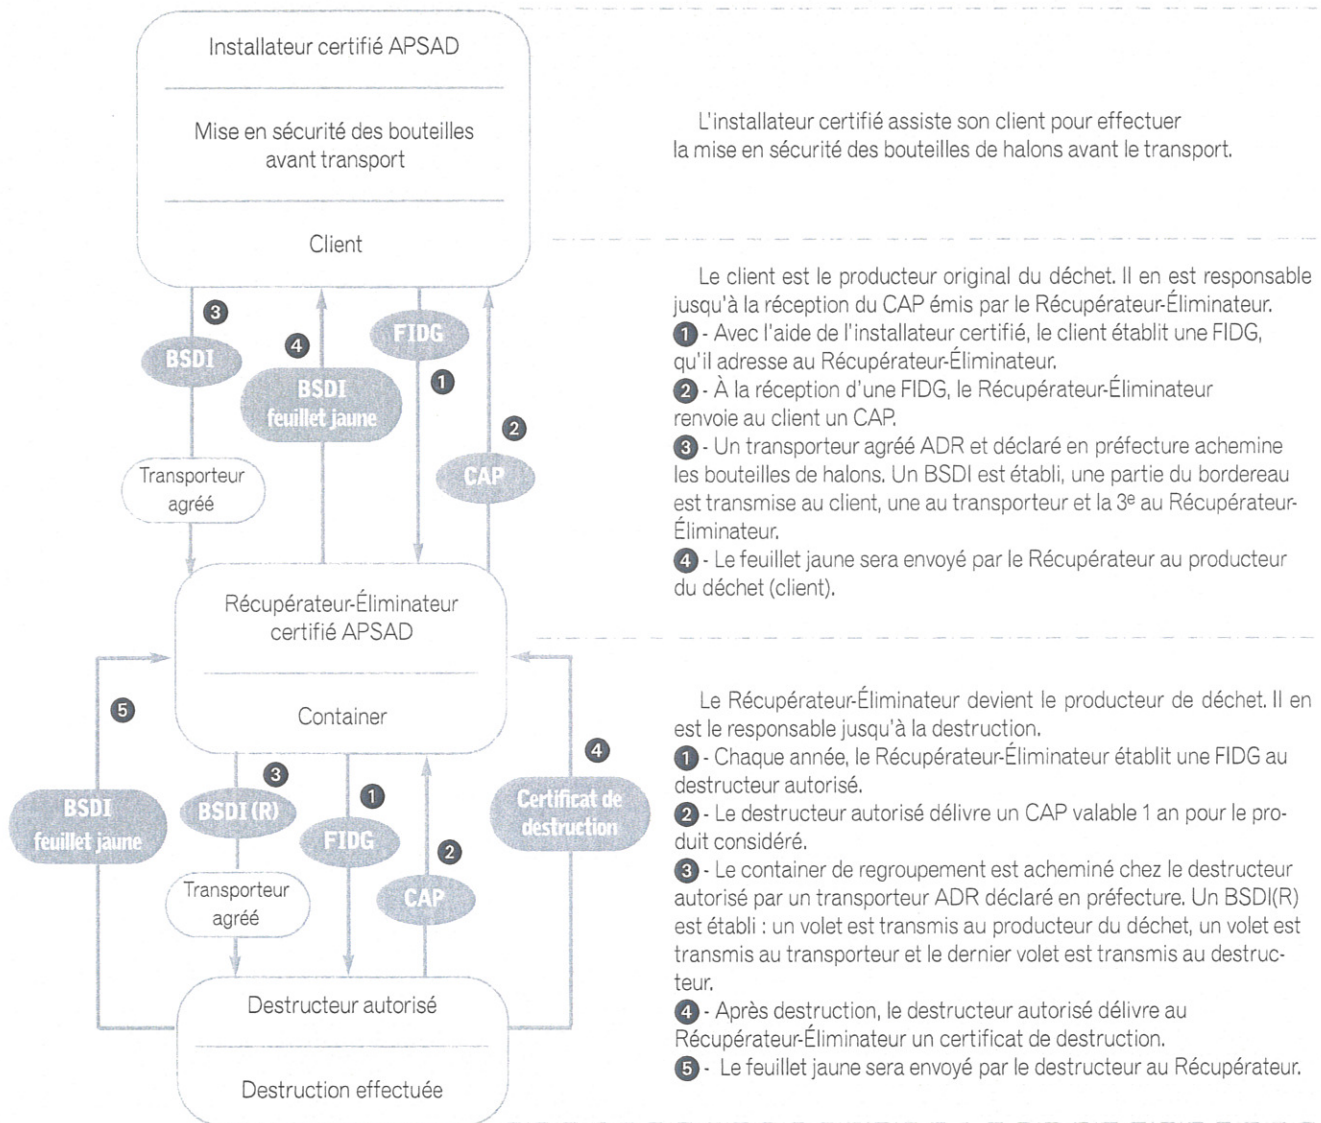 Installateur certifié APSAD
Mise en sécurité des bouteilles
avant transport
Client
L'installateur certifié assiste son client pour effectuer
la mise en sécurité des bouteilles de halons avant le transport.
3
BSDI
4
BSDI
feuillet jaune
FIDG
1
2
CAP
Transporteur
agréé
Le client est le producteur original du déchet. Il en est responsable
jusqu'à la réception du CAP émis par le Récupérateur-Éliminateur.
1 - Avec l'aide de l'installateur certifié, le client établit une FIDG,
qu'il adresse au Récupérateur-Éliminateur.
2 - À la réception d'une FIDG, le Récupérateur-Éliminateur
renvoie au client un CAP.
3 - Un transporteur agréé ADR et déclaré en préfecture achemine
les bouteilles de halons. Un BSDI est établi, une partie du bordereau
est transmise au client, une au transporteur et la 3e au Récupérateur-
Éliminateur.
4 - Le feuillet jaune sera envoyé par le Récupérateur au producteur
du déchet (client).
Récupérateur-Éliminateur
certifié APSAD
Container
5
BSDI
feuillet jaune
3
BSDI (R)
1
FIDG
2
CAP
4
Certificat de
destruction
Transporteur
agréé
Le Récupérateur-Éliminateur devient le producteur de déchet. Il en
est le responsable jusqu'à la destruction.
1 - Chaque année, le Récupérateur-Éliminateur établit une FIDG au
destructeur autorisé.
2 - Le destructeur autorisé délivre un CAP valable 1 an pour le pro-
duit considéré.
3 - Le container de regroupement est acheminé chez le destructeur
autorisé par un transporteur ADR déclaré en préfecture. Un BSDI(R)
est établi : un volet est transmis au producteur du déchet, un volet est
transmis au transporteur et le dernier volet est transmis au destruc-
teur.
4 - Après destruction, le destructeur autorisé délivre au
Récupérateur-Éliminateur un certificat de destruction.
5 - Le feuillet jaune sera envoyé par le destructeur au Récupérateur.
Destructeur autorisé
Destruction effectuée